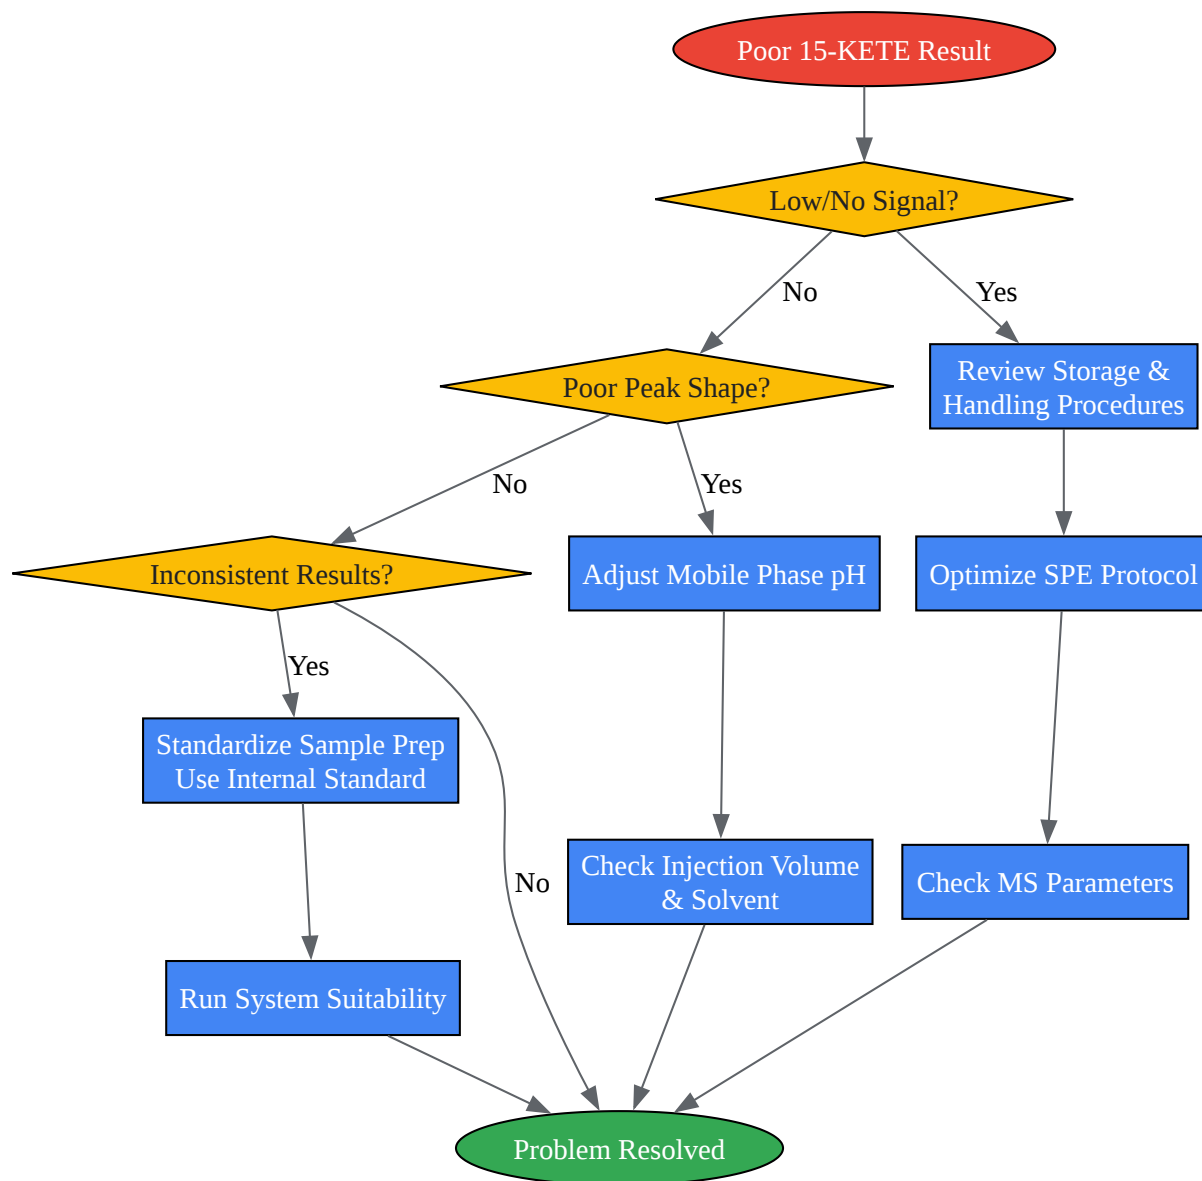 Poor 15-KETE Result
Low/No Signal?
No
Yes
Poor Peak Shape?
Review Storage &
Handling Procedures
No
Yes
Inconsistent Results?
Adjust Mobile Phase pH
Optimize SPE Protocol
Yes
Standardize Sample Prep
Use Internal Standard
No
Check Injection Volume
& Solvent
Check MS Parameters
Run System Suitability
Problem Resolved